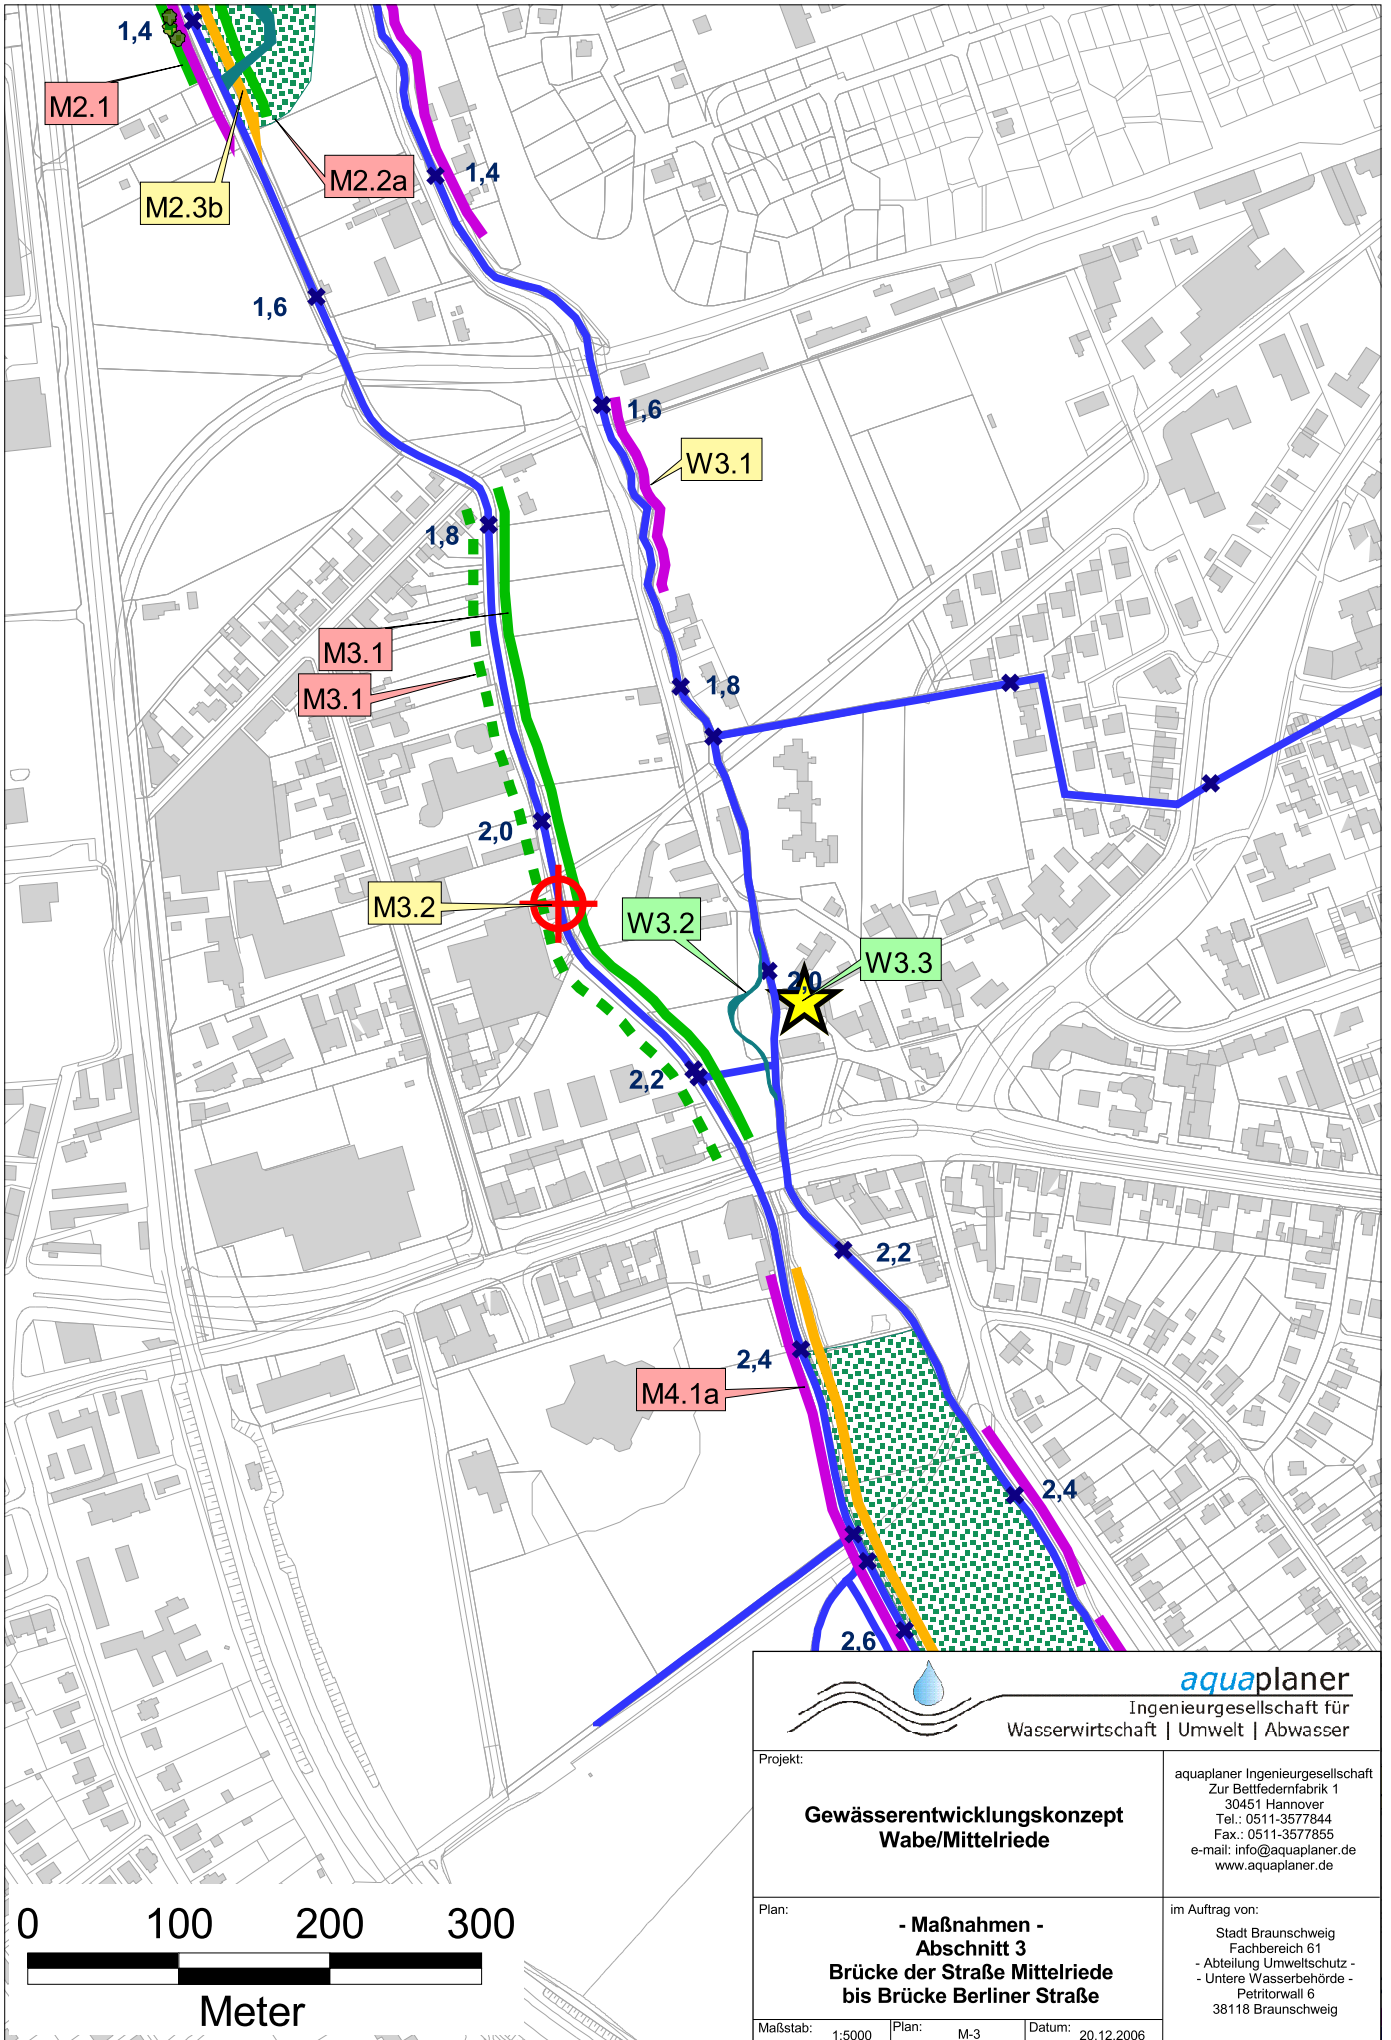 1,4
M2.1
M2.2a
1,4
M2.3b
1,6
1,6
W3.1
1,8
M3.1
M3.1
1,8
2,0
M3.2
W3.2
W3.3
2,0
2,2
2,2
2,4
M4.1a
2,4
2,6
aquaplaner
Ingenieurgesellschaft für
Wasserwirtschaft | Umwelt | Abwasser
Projekt:
Gewässerentwicklungskonzept
Wabe/Mittelriede
aquaplaner Ingenieurgesellschaft
Zur Bettfedernfabrik 1
30451 Hannover
Tel.: 0511-3577844
Fax.: 0511-3577855
e-mail: info@aquaplaner.de
www.aquaplaner.de
Plan:
- Maßnahmen -
Abschnitt 3
Brücke der Straße Mittelriede
bis Brücke Berliner Straße
im Auftrag von:
Stadt Braunschweig
Fachbereich 61
- Abteilung Umweltschutz -
- Untere Wasserbehörde -
Petritorwall 6
38118 Braunschweig
Maßstab: 1:5000 Plan: M-3 Datum: 20.12.2006
0 100 200 300
Meter